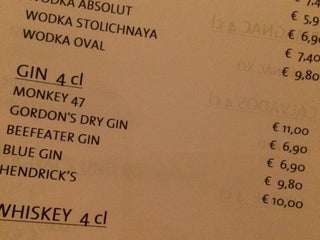 € 5,9
WODKA ABSOLUT € 6,90
WODKA STOLICHNAYA € 7,40
WODKA OVAL € 9,80
GIN 4 cl
MONKEY 47 € 11,00
GORDON'S DRY GIN € 6,90
BEEFEATER GIN € 6,90
BLUE GIN € 9,80
HENDRICK'S € 10,00
WHISKEY 4 cl